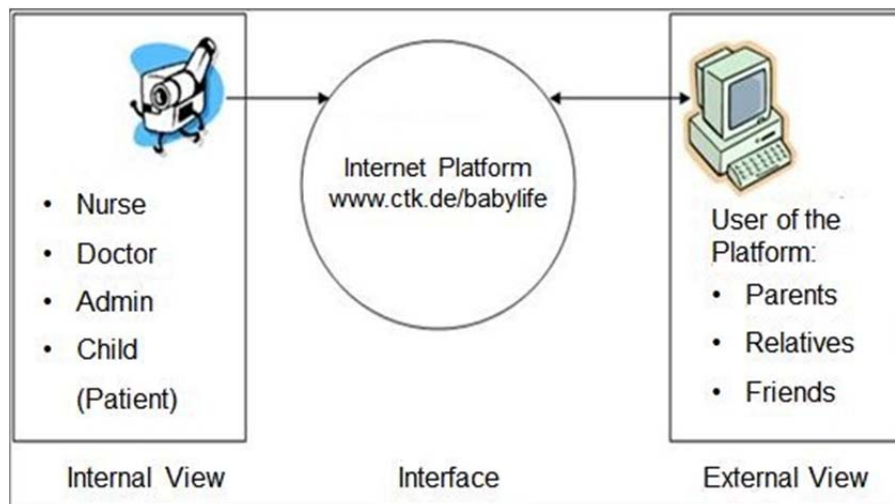 • Nurse
• Doctor
• Admin
• Child
(Patient)
Internal View
Internet Platform
www.ctk.de/babylife
Interface
User of the
Platform:
• Parents
• Relatives
• Friends
External View